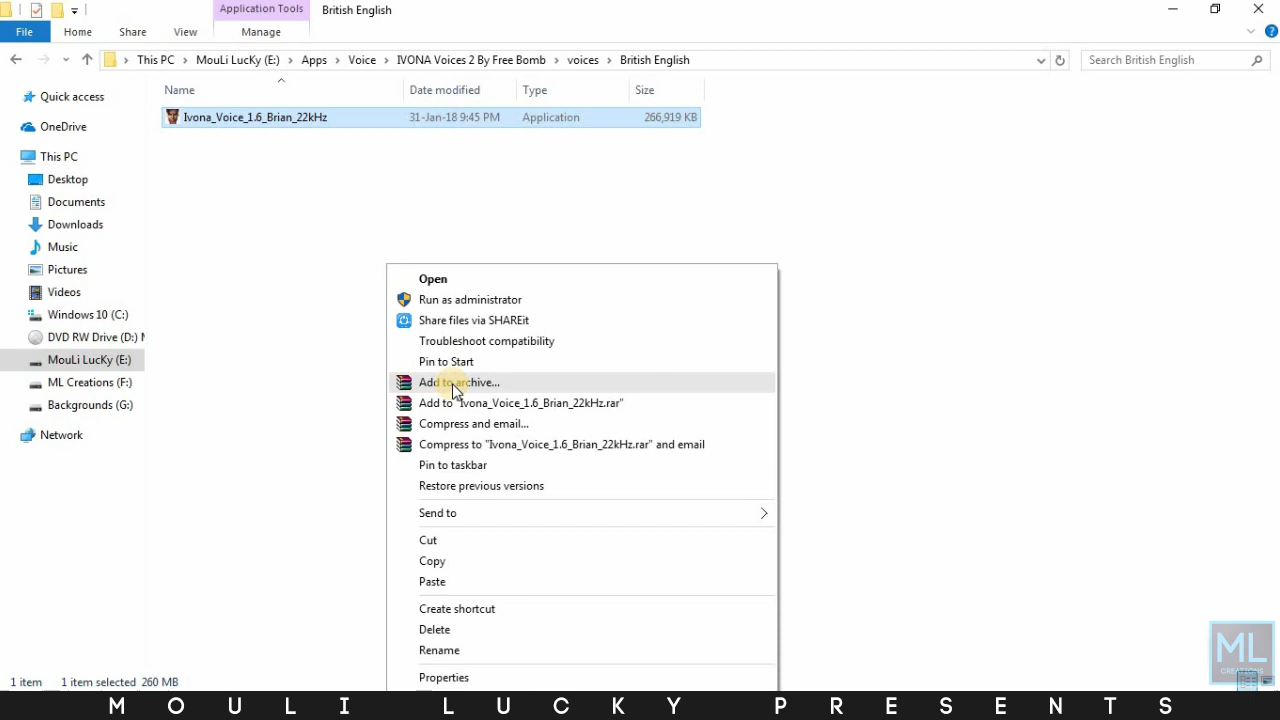 Application Tools
British English
File
Home
Share
View
Manage
This PC
MouLi LucKy (E:)
Apps
Voice
IVONA Voices 2 By Free Bomb
voices
British English
Search British English
Name
Date modified
Type
Size
Ivona_Voice_1.6_Brian_22kHz
31-Jan-18 9:45 PM
Application
266,919 KB
Quick access
OneDrive
This PC
Desktop
Documents
Downloads
Music
Pictures
Videos
Windows 10 (C:)
DVD RW Drive (D:)
MouLi LucKy (E:)
ML Creations (F:)
Backgrounds (G:)
Network
Open
Run as administrator
Share files via SHAREit
Troubleshoot compatibility
Pin to Start
Add to archive...
Add to "Ivona_Voice_1.6_Brian_22kHz.rar"
Compress and email...
Compress to "Ivona_Voice_1.6_Brian_22kHz.rar" and email
Pin to taskbar
Restore previous versions
Send to
Cut
Copy
Paste
Create shortcut
Delete
Rename
Properties
1 item
1 item selected 260 MB
ML
CREATIONS
MOULI LUCKY PRESENTS